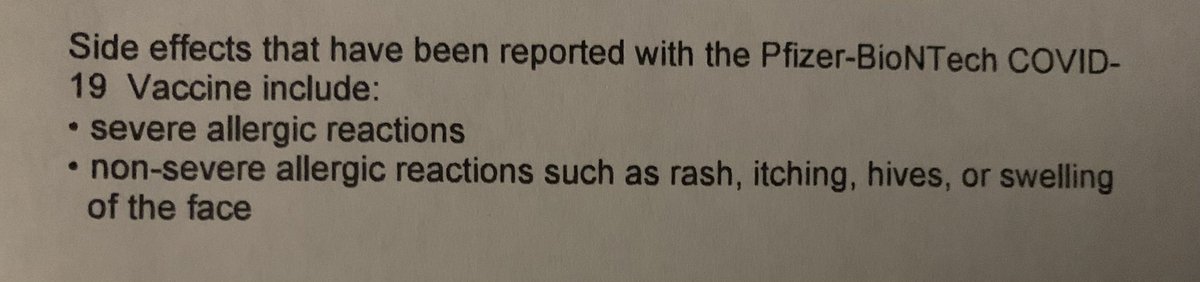 Side effects that have been reported with the Pfizer-BioNTech COVID-
19  Vaccine include:
• severe allergic reactions
• non-severe allergic reactions such as rash, itching, hives, or swelling
of the face